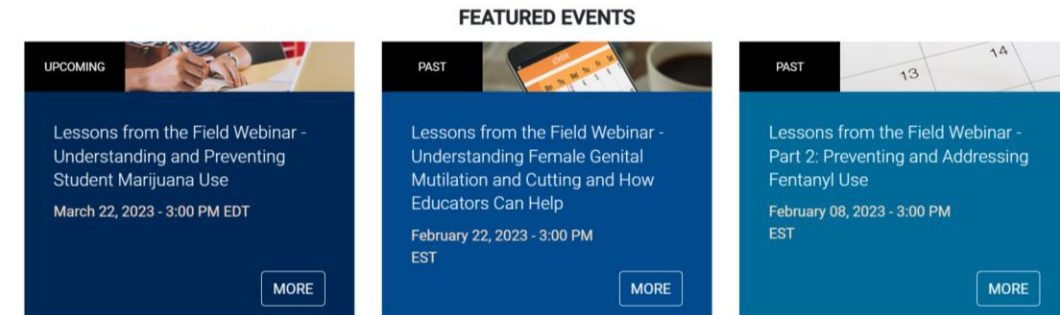 FEATURED EVENTS
UPCOMING
Lessons from the Field Webinar -
Understanding and Preventing
Student Marijuana Use
March 22, 2023 - 3:00 PM EDT
MORE
PAST
Lessons from the Field Webinar -
Understanding Female Genital
Mutilation and Cutting and How
Educators Can Help
February 22, 2023 - 3:00 PM
EST
MORE
PAST
13
14
Lessons from the Field Webinar -
Part 2: Preventing and Addressing
Fentanyl Use
February 08, 2023 - 3:00 PM
EST
MORE